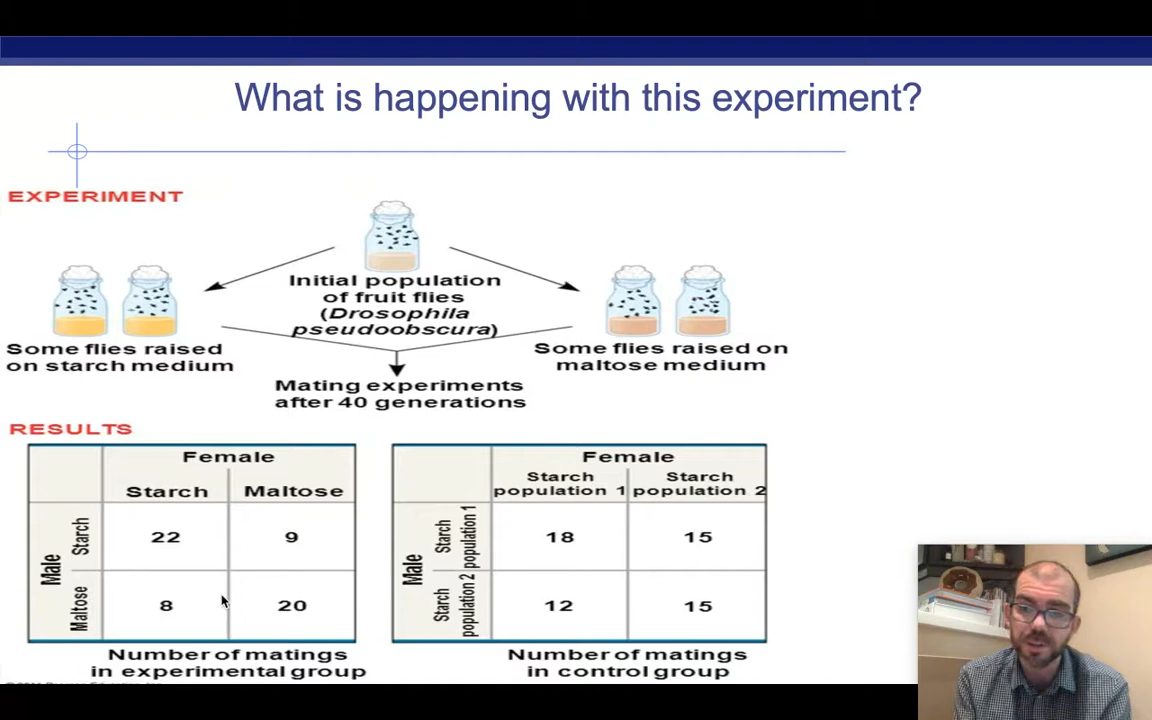 What is happening with this experiment?
EXPERIMENT
Initial population
of fruit flies
(Drosophila
pseudoobscura)
Some flies raised
on starch medium
Some flies raised on
maltose medium
Mating experiments
after 40 generations
RESULTS
Female
Starch Maltose
Male
Starch
22 9
Maltose
8 20
Number of matings
in experimental group
Female
Starch population 1
Starch population 2
Male
Starch population 1
18 15
Starch population 2
12 15
Number of matings
in control group